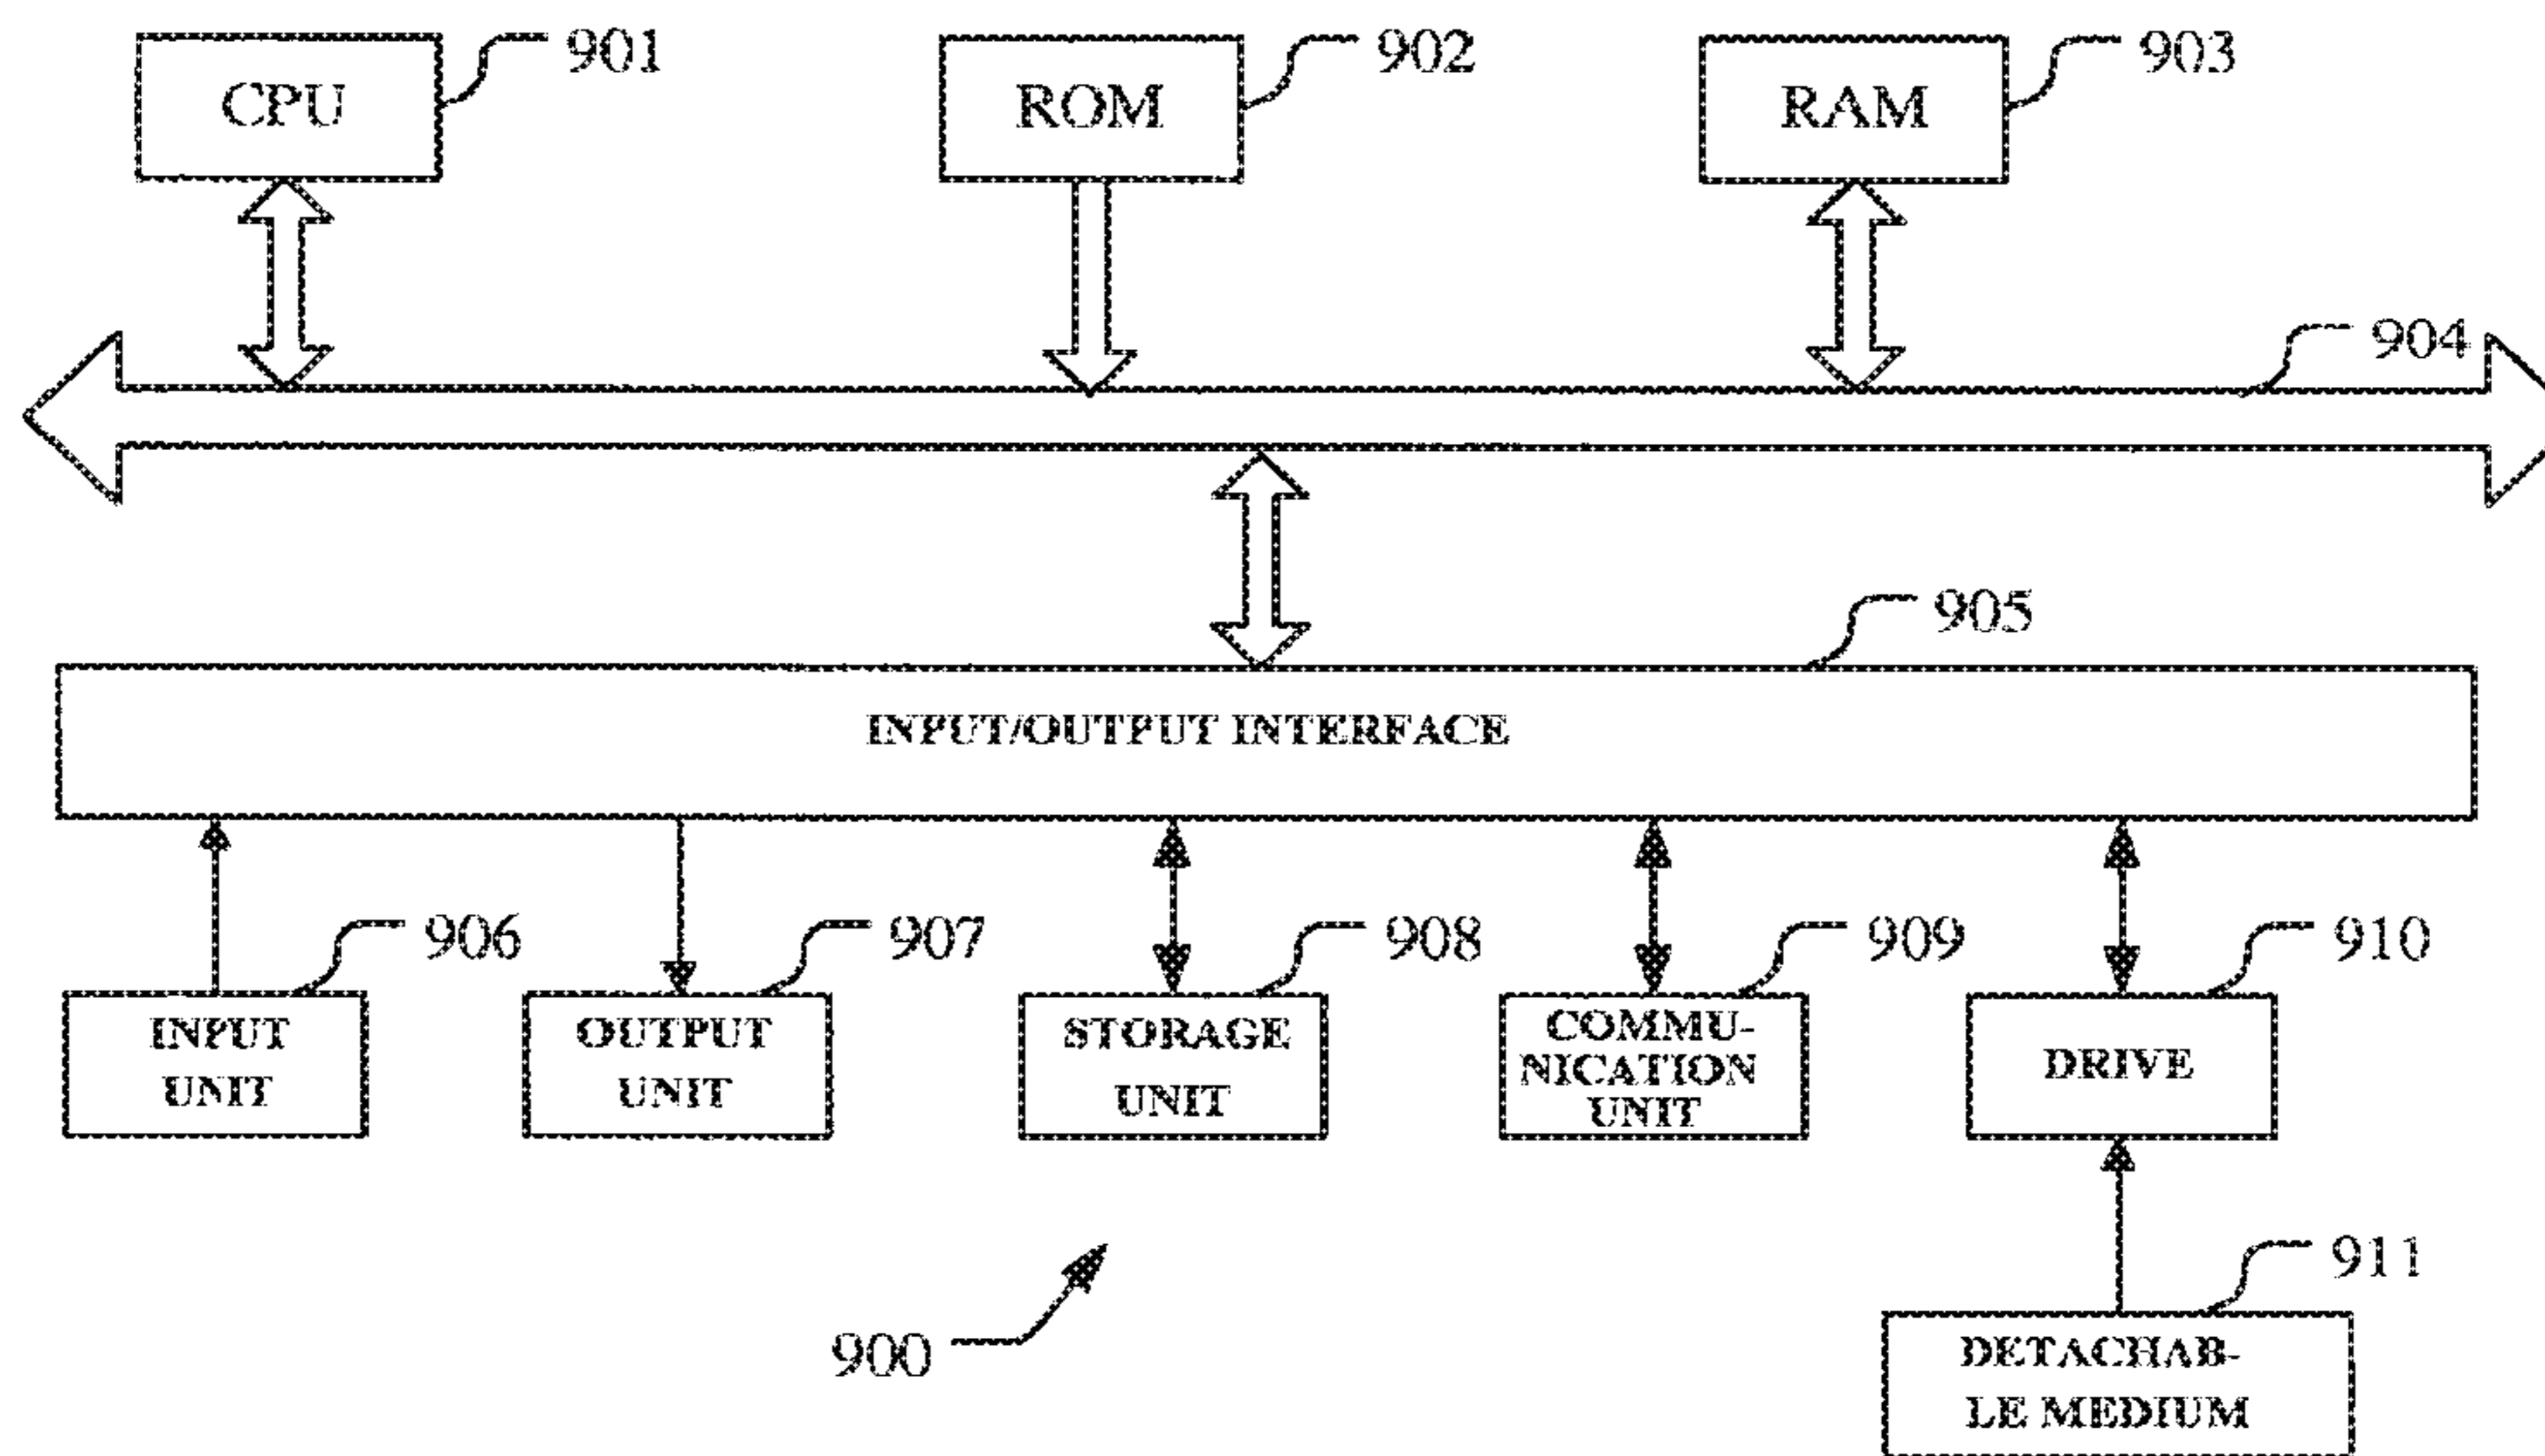 CPU 901
ROM 902
RAM 903
904
905
INPUT/OUTPUT INTERFACE
906
907
908
909
910
INPUT
UNIT
OUTPUT
UNIT
STORAGE
UNIT
COMMU-
NICATION
UNIT
DRIVE
900
911
DETACHAB-
LE MEDIUM